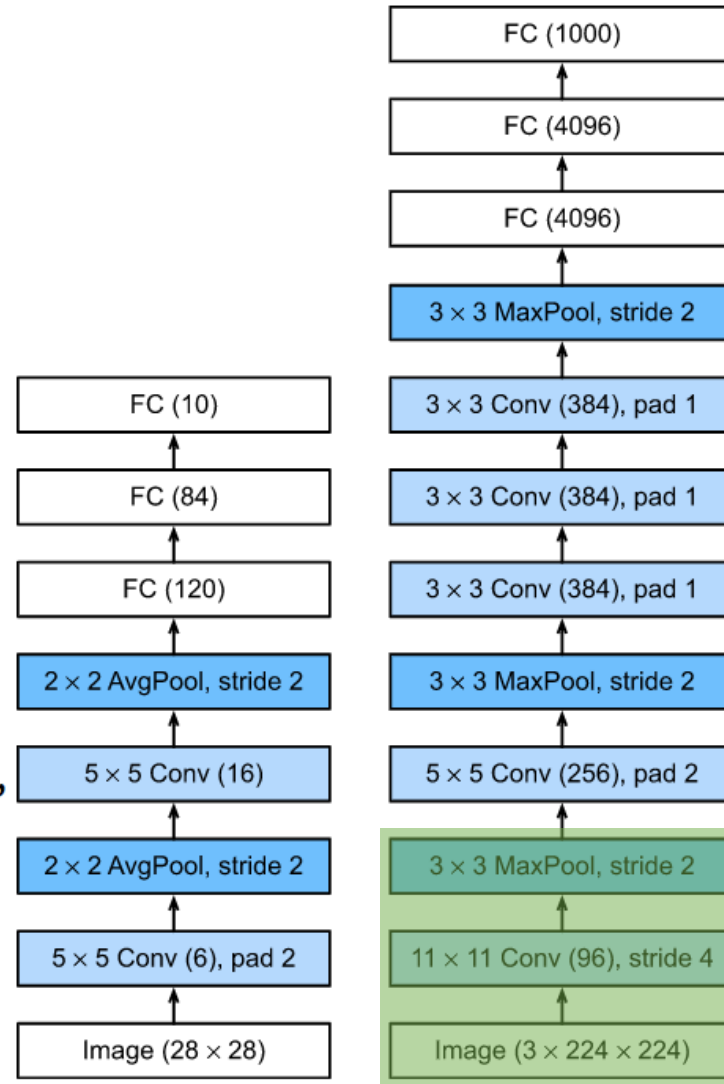 FC (10)
FC (84)
FC (120)
2 × 2 AvgPool, stride 2
5 × 5 Conv (16)
2 × 2 AvgPool, stride 2
5 × 5 Conv (6), pad 2
Image (28 × 28)
FC (1000)
FC (4096)
FC (4096)
3 × 3 MaxPool, stride 2
3 × 3 Conv (384), pad 1
3 × 3 Conv (384), pad 1
3 × 3 Conv (384), pad 1
3 × 3 MaxPool, stride 2
5 × 5 Conv (256), pad 2
3 × 3 MaxPool, stride 2
11 × 11 Conv (96), stride 4
Image (3 × 224 × 224)